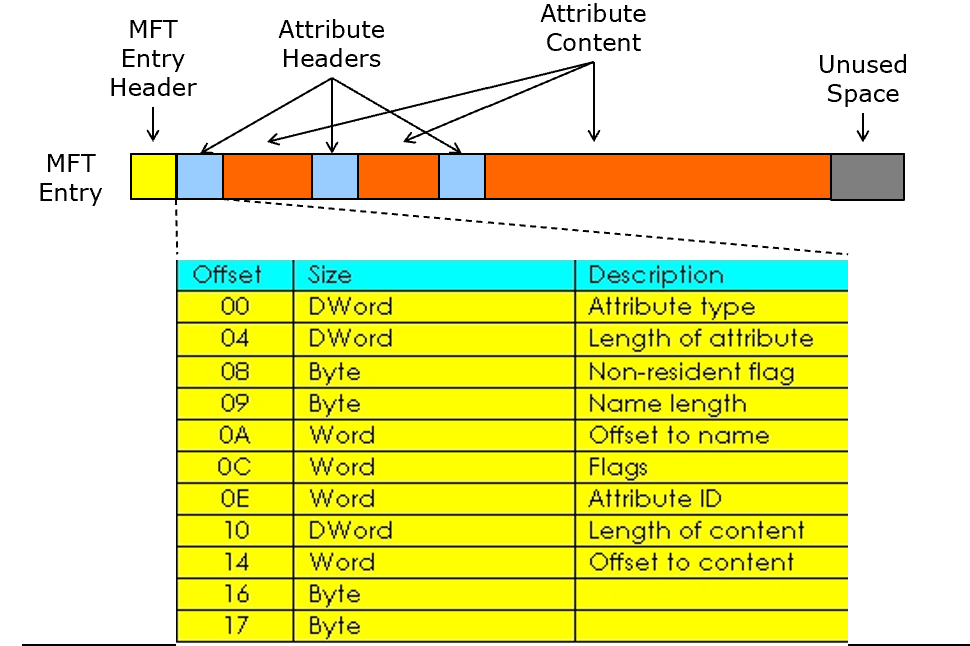 MFT
Entry
Header
Attribute
Headers
Attribute
Content
Unused
Space
MFT
Entry
Offset Size Description
00 DWord Attribute type
04 DWord Length of attribute
08 Byte Non-resident flag
09 Byte Name length
0A Word Offset to name
0C Word Flags
0E Word Attribute ID
10 DWord Length of content
14 Word Offset to content
16 Byte
17 Byte